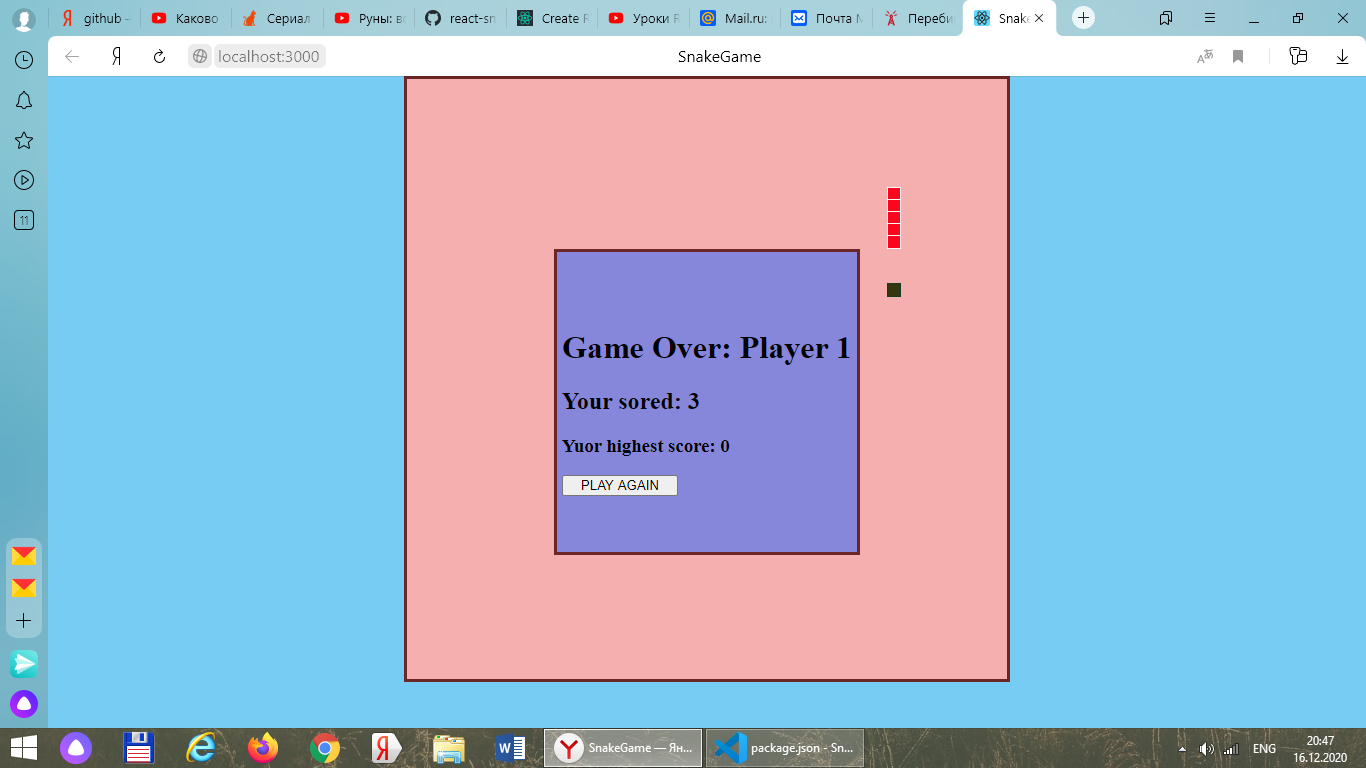 github –
Каково
Сериал
Руны: в
react-sn
Create R
Уроки R
Mail.ru:
Почта M
Переби
Snake
localhost:3000
SnakeGame
11
Game Over: Player 1
Your sored: 3
Yuor highest score: 0
PLAY AGAIN
SnakeGame — Ян...
package.json - Sn...
ENG
20:47
16.12.2020